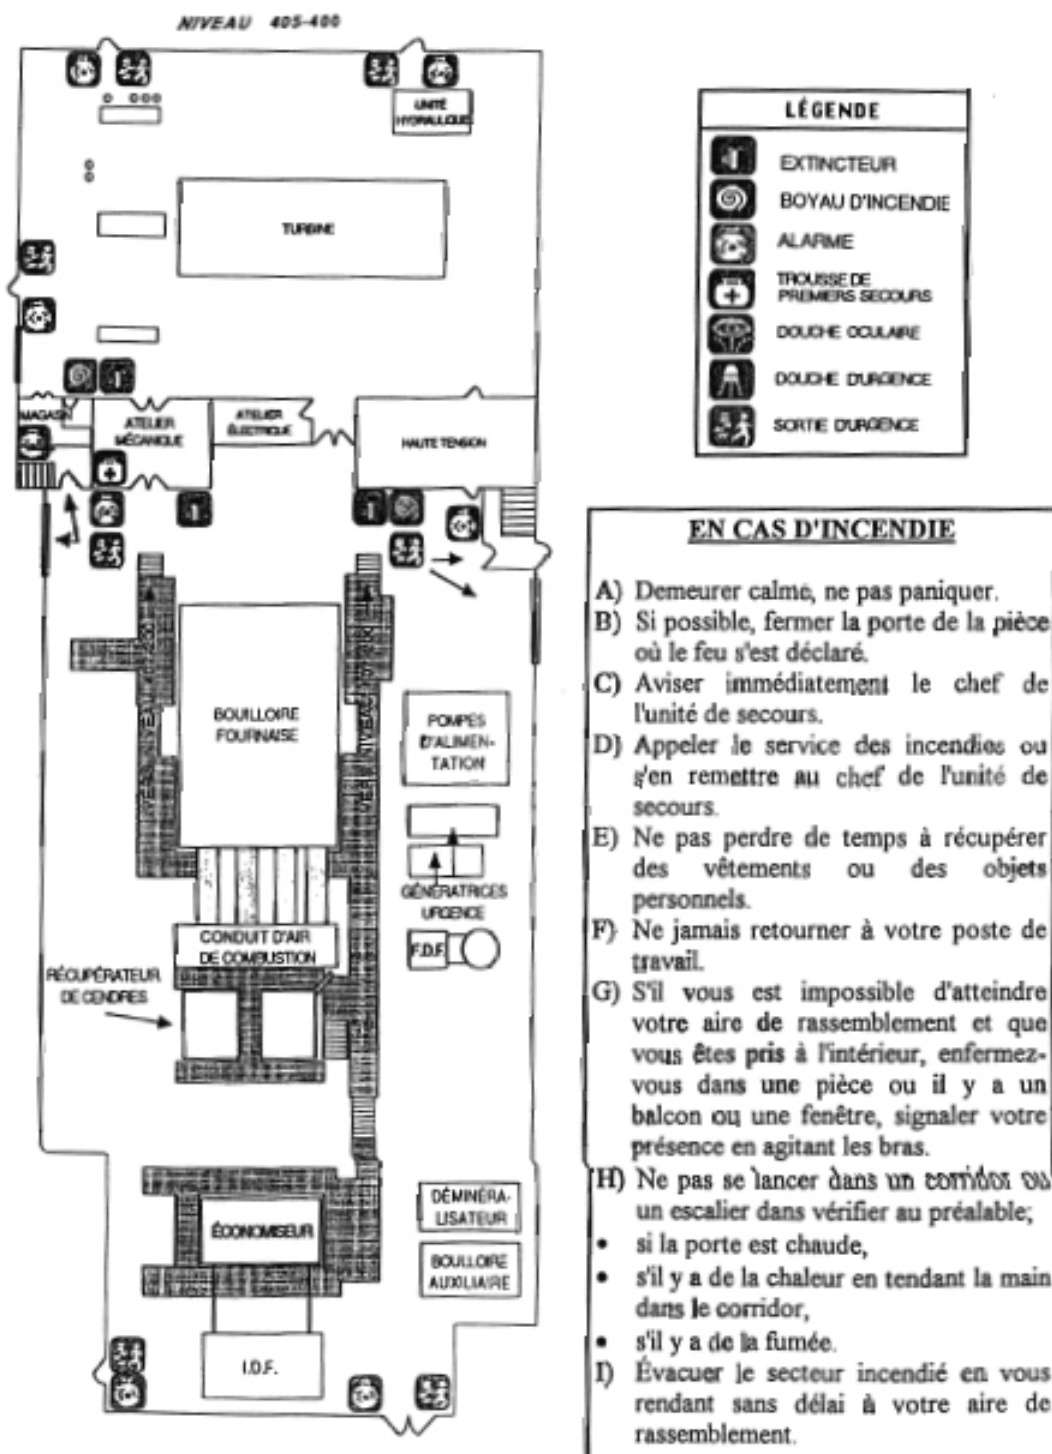 NIVEAU 405-400
UNITÉ
HYDRAULIQUE
TURBINE
MAGASIN
ATELIER
MÉCANIQUE
ATELIER
ÉLECTRIQUE
HAUTE TENSION
BOUILLOIRE
FOURNAISE
POMPES
D'ALIMEN-
TATION
GÉNÉRATRICES
URGENCE
F.D.F.
CONDUIT D'AIR
DE COMBUSTION
RÉCUPÉRATEUR
DE CENDRES
ÉCONOMISEUR
DÉMINÉRA-
LISATEUR
BOUILLOIRE
AUXILIAIRE
I.D.F.
LÉGENDE
EXTINCTEUR
BOYAU D'INCENDIE
ALARME
TROUSSE DE
PREMIERS SECOURS
DOUCHE OCULAIRE
DOUCHE D'URGENCE
SORTIE D'URGENCE
EN CAS D'INCENDIE
A) Demeurer calme, ne pas paniquer.
B) Si possible, fermer la porte de la pièce
où le feu s'est déclaré.
C) Aviser immédiatement le chef de
l'unité de secours.
D) Appeler le service des incendies ou
s'en remettre au chef de l'unité de
secours.
E) Ne pas perdre de temps à récupérer
des vêtements ou des objets
personnels.
F) Ne jamais retourner à votre poste de
travail.
G) S'il vous est impossible d'atteindre
votre aire de rassemblement et que
vous êtes pris à l'intérieur, enfermez-
vous dans une pièce ou il y a un
balcon ou une fenêtre, signaler votre
présence en agitant les bras.
H) Ne pas se lancer dans un corridor ou
un escalier dans vérifier au préalable;
• si la porte est chaude,
• s'il y a de la chaleur en tendant la main
dans le corridor,
• s'il y a de la fumée.
I) Évacuer le secteur incendié en vous
rendant sans délai à votre aire de
rassemblement.